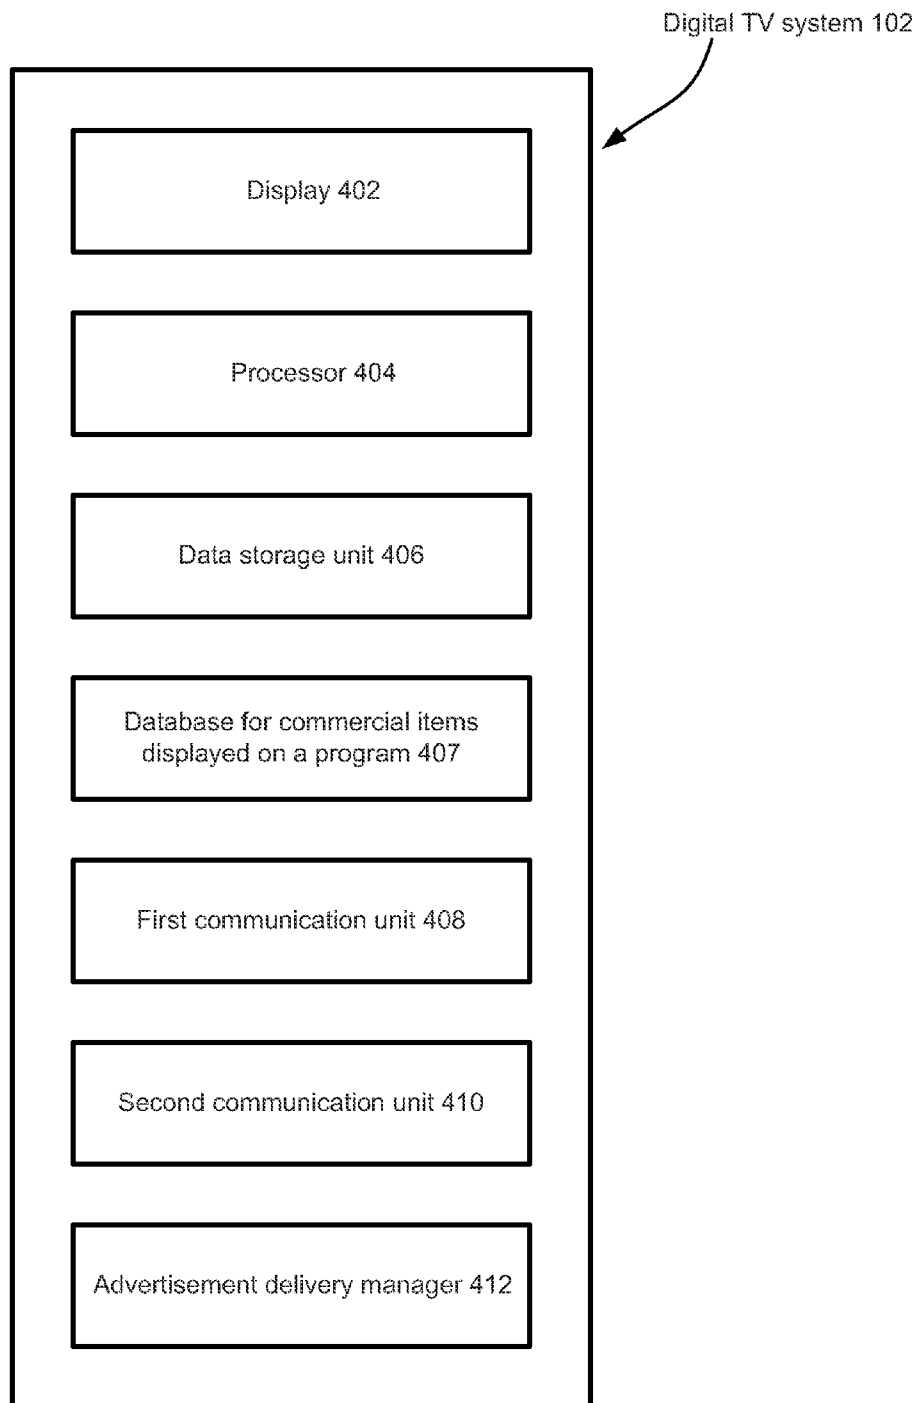 Digital TV system 102
Display 402
Processor 404
Data storage unit 406
Database for commercial items
displayed on a program 407
First communication unit 408
Second communication unit 410
Advertisement delivery manager 412